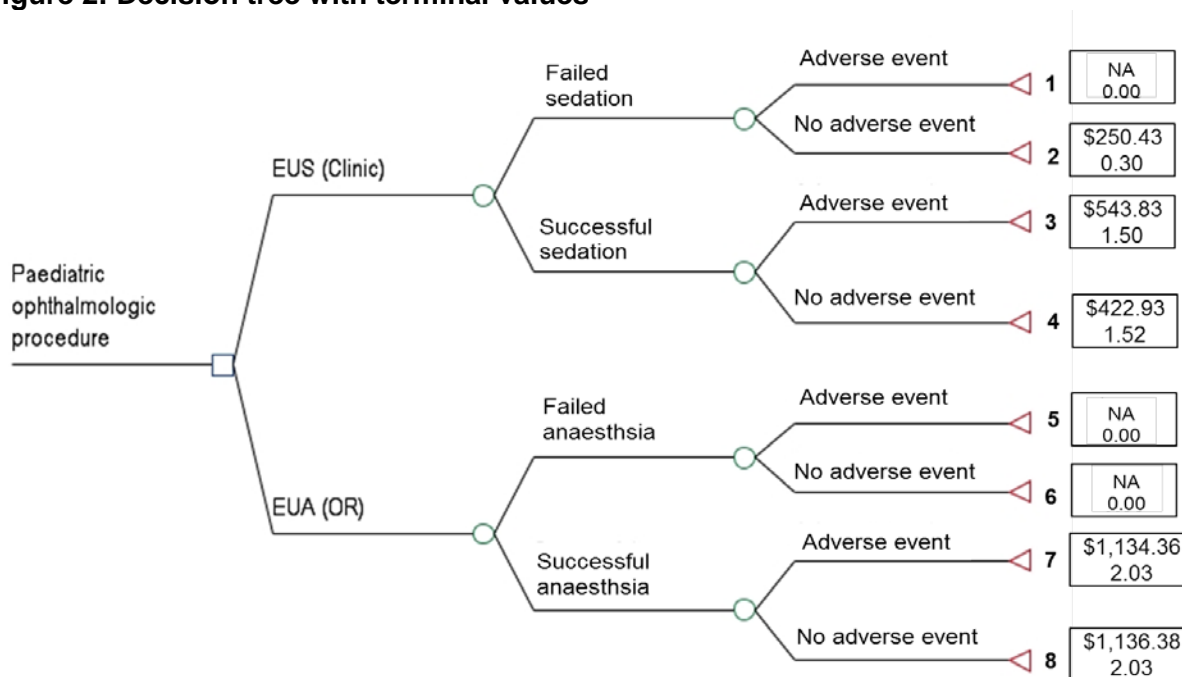 Figure 2. Decision tree with terminal values
Adverse event
1
NA
0.00
Failed
sedation
No adverse event
2
$250.43
0.30
EUS (Clinic)
Adverse event
3
$543.83
1.50
Successful
sedation
No adverse event
4
$422.93
1.52
Paediatric
ophthalmologic
procedure
Adverse event
5
NA
0.00
Failed
anaesthsia
No adverse event
6
NA
0.00
EUA (OR)
Adverse event
7
$1,134.36
2.03
Successful
anaesthsia
No adverse event
8
$1,136.38
2.03